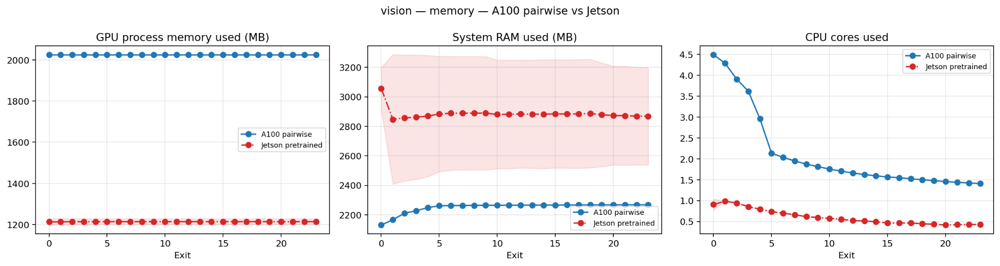 vision — memory — A100 pairwise vs Jetson
GPU process memory used (MB)
2000
1800
1600
1400
1200
A100 pairwise
Jetson pretrained
0 5 10 15 20
Exit
System RAM used (MB)
3200
3000
2800
2600
2400
2200
A100 pairwise
Jetson pretrained
0 5 10 15 20
Exit
CPU cores used
4.5
4.0
3.5
3.0
2.5
2.0
1.5
1.0
0.5
A100 pairwise
Jetson pretrained
0 5 10 15 20
Exit